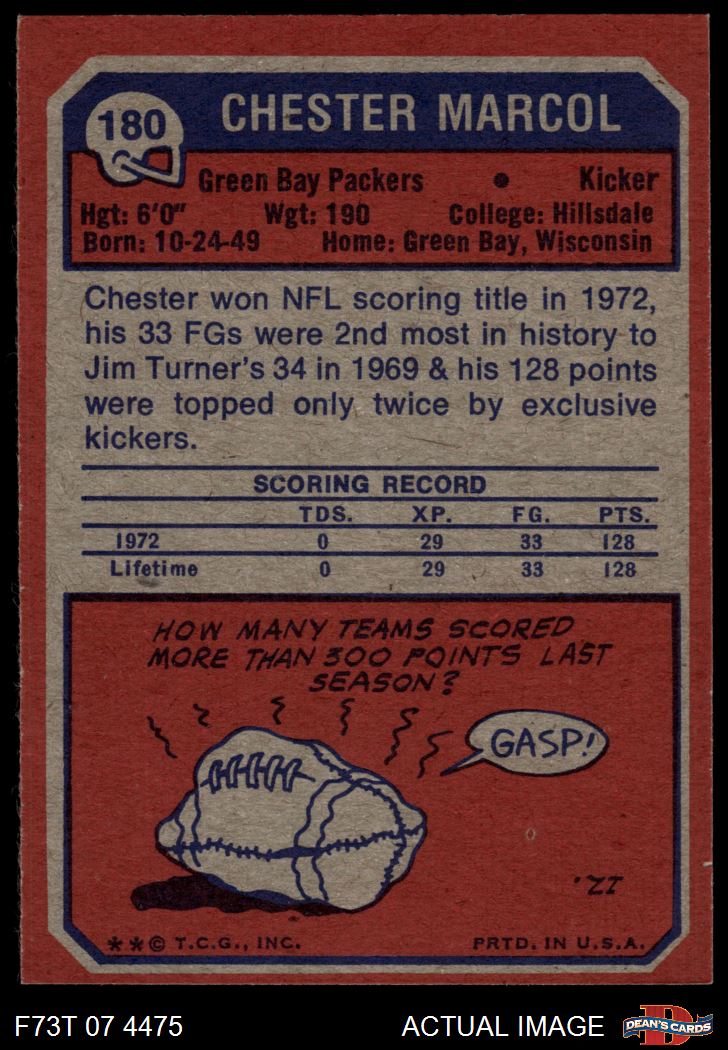 180
CHESTER MARCOL
Green Bay Packers • Kicker
Hgt: 6'0" Wgt: 190 College: Hillsdale
Born: 10-24-49 Home: Green Bay, Wisconsin
Chester won NFL scoring title in 1972,
his 33 FGs were 2nd most in history to
Jim Turner's 34 in 1969 & his 128 points
were topped only twice by exclusive
kickers.
SCORING RECORD
TDS. XP. FG. PTS.
1972 0 29 33 128
Lifetime 0 29 33 128
HOW MANY TEAMS SCORED
MORE THAN 300 POINTS LAST
SEASON?
GASP!
'ZI
**© T.C.G., INC. PRTD. IN U.S.A.
F73T 07 4475 ACTUAL IMAGE
D
DEAN'S CARDS